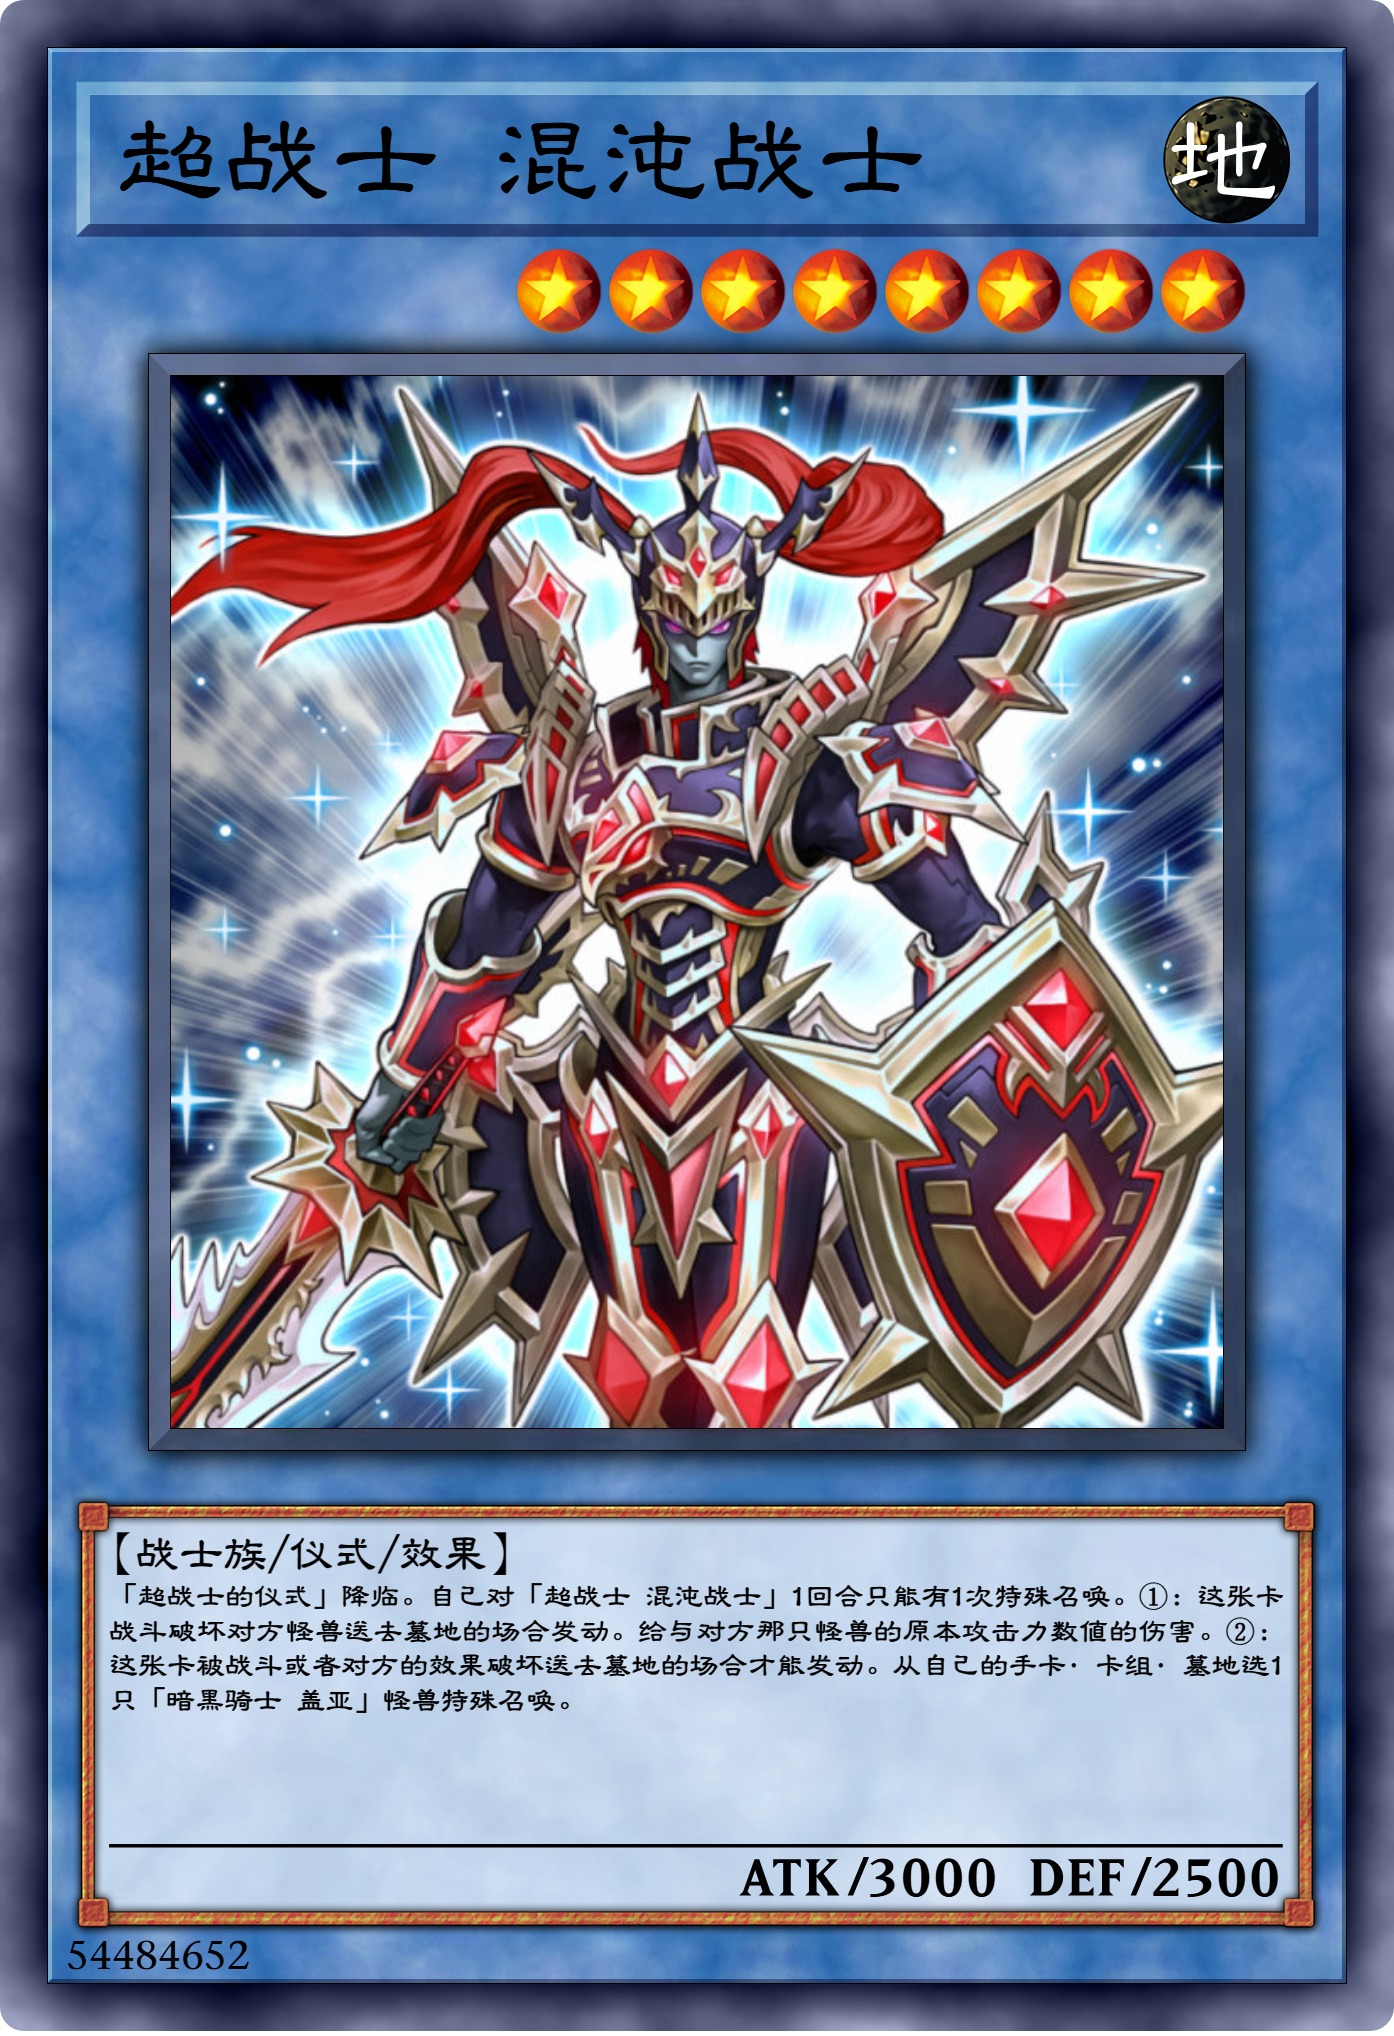 超战士 混沌战士
地
【战士族/仪式/效果】
「超战士的仪式」降临。自己对「超战士 混沌战士」1回合只能有1次特殊召唤。①：这张卡
战斗破坏对方怪兽送去墓地的场合发动。给与对方那只怪兽的原本攻击力数值的伤害。②：
这张卡被战斗或者对方的效果破坏送去墓地的场合才能发动。从自己的手卡·卡组·墓地选1
只「暗黑骑士 盖亚」怪兽特殊召唤。
ATK/3000 DEF/2500
54484652